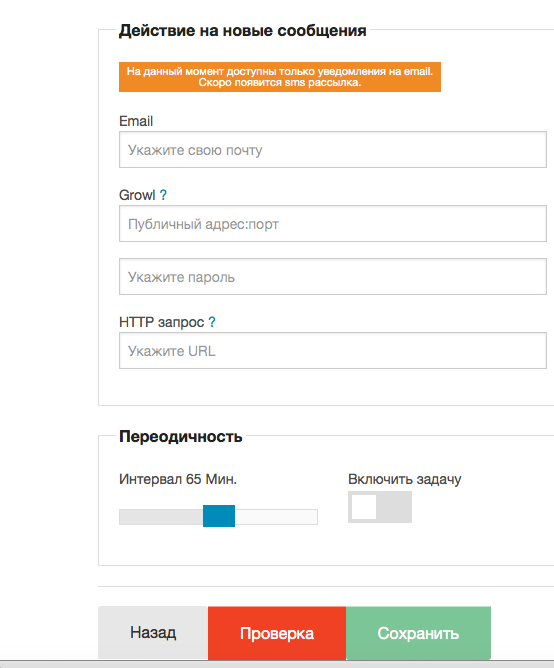 Действие на новые сообщения
На данный момент доступны только уведомления на email.
Скоро появится sms рассылка.
Email
Укажите свою почту
Growl ?
Публичный адрес:порт
Укажите пароль
HTTP запрос ?
Укажите URL
Переодичность
Интервал 65 Мин.
Включить задачу
Назад
Проверка
Сохранить